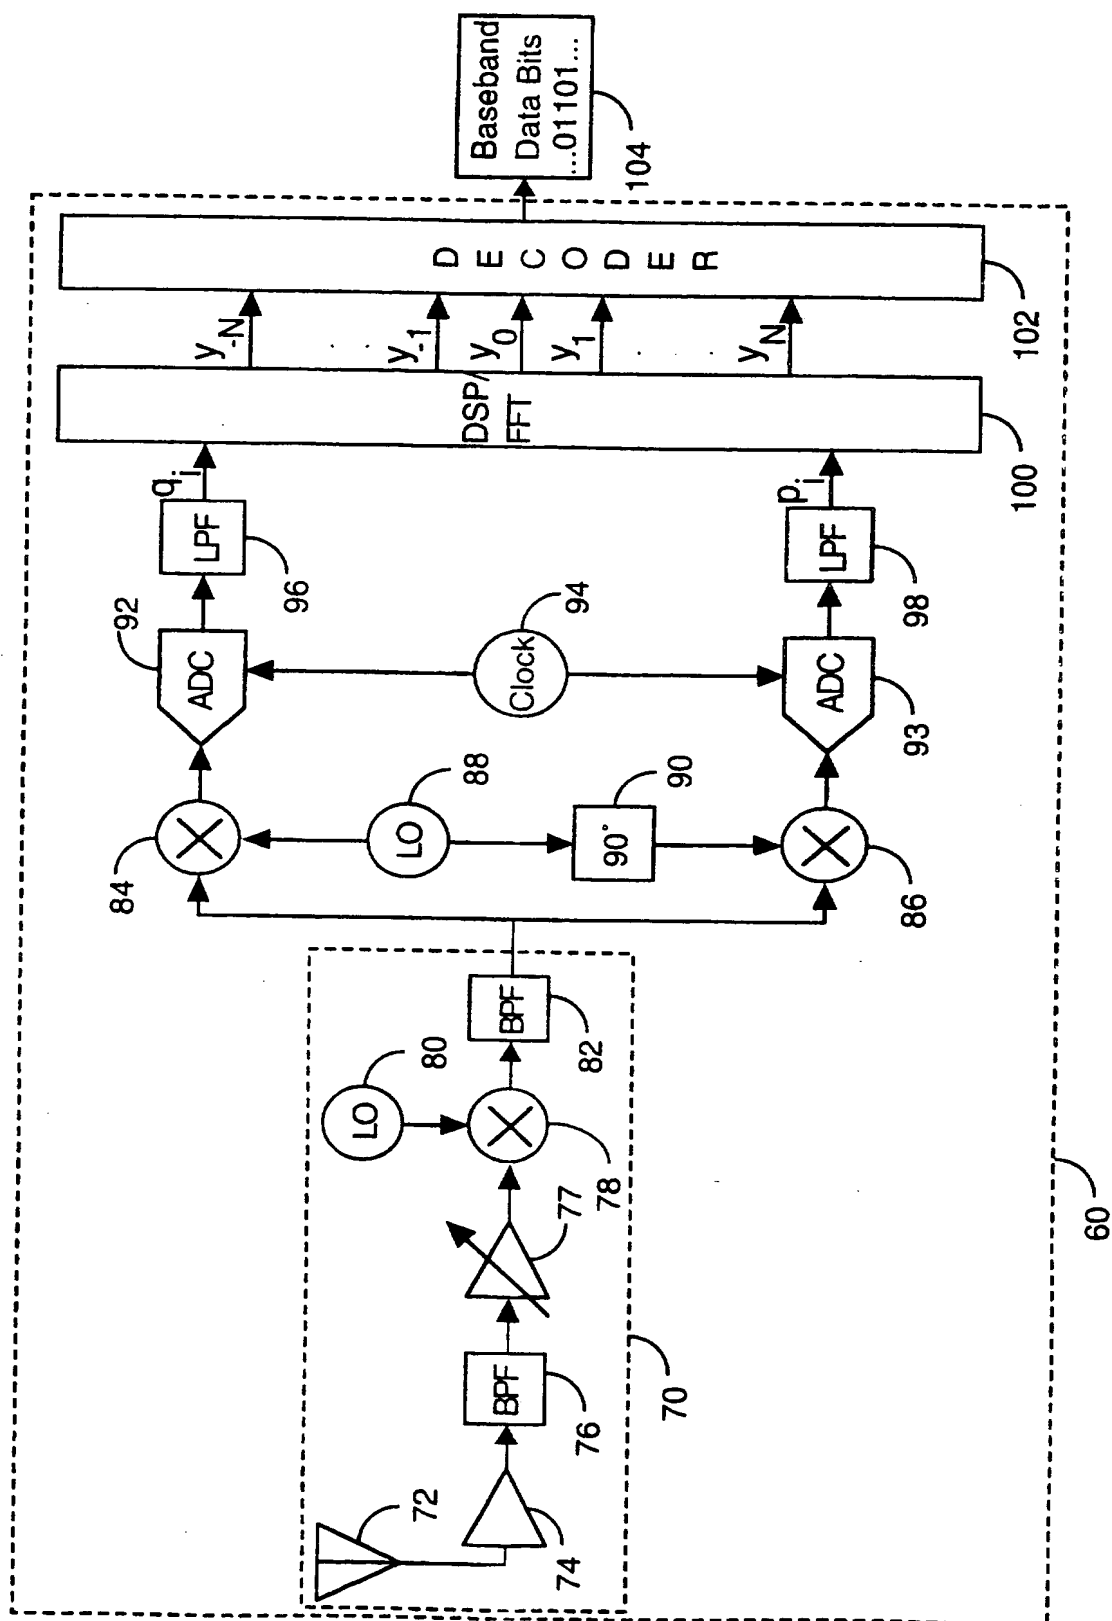 72
74
BPF
76
77
LO
80
78
BPF
82
70
84
LO
88
90°
90
86
ADC
92
Clock
94
ADC
93
LPF
96
LPF
98
qi
pi
DSP/
FFT
100
y-N
y-1
y0
y1
yN
DECODER
102
Baseband
Data Bits
...01101...
104
60